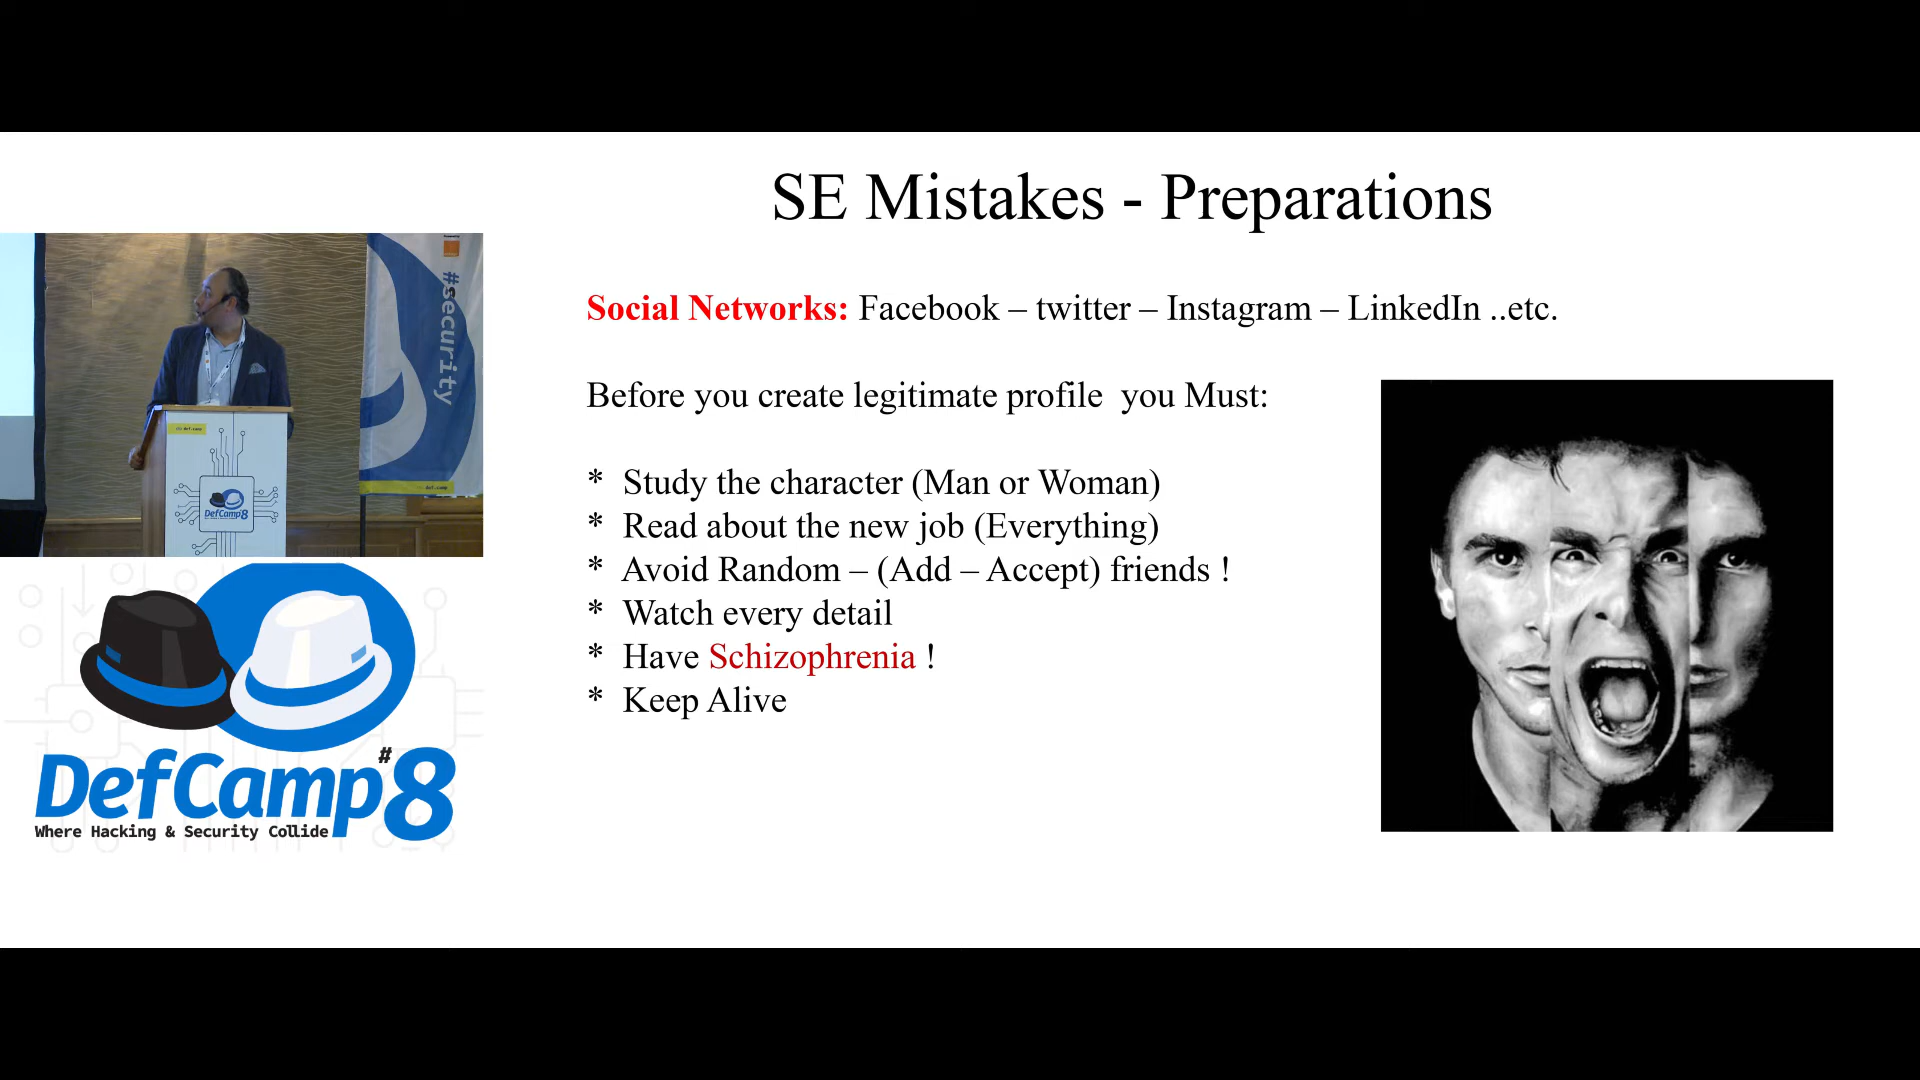 SE Mistakes - Preparations
Social Networks: Facebook – twitter – Instagram – LinkedIn ..etc.
Before you create legitimate profile  you Must:
* Study the character (Man or Woman)
* Read about the new job (Everything)
* Avoid Random – (Add – Accept) friends !
* Watch every detail
* Have Schizophrenia !
* Keep Alive
#security
DefCamp8
DefCamp#8
Where Hacking & Security Collide